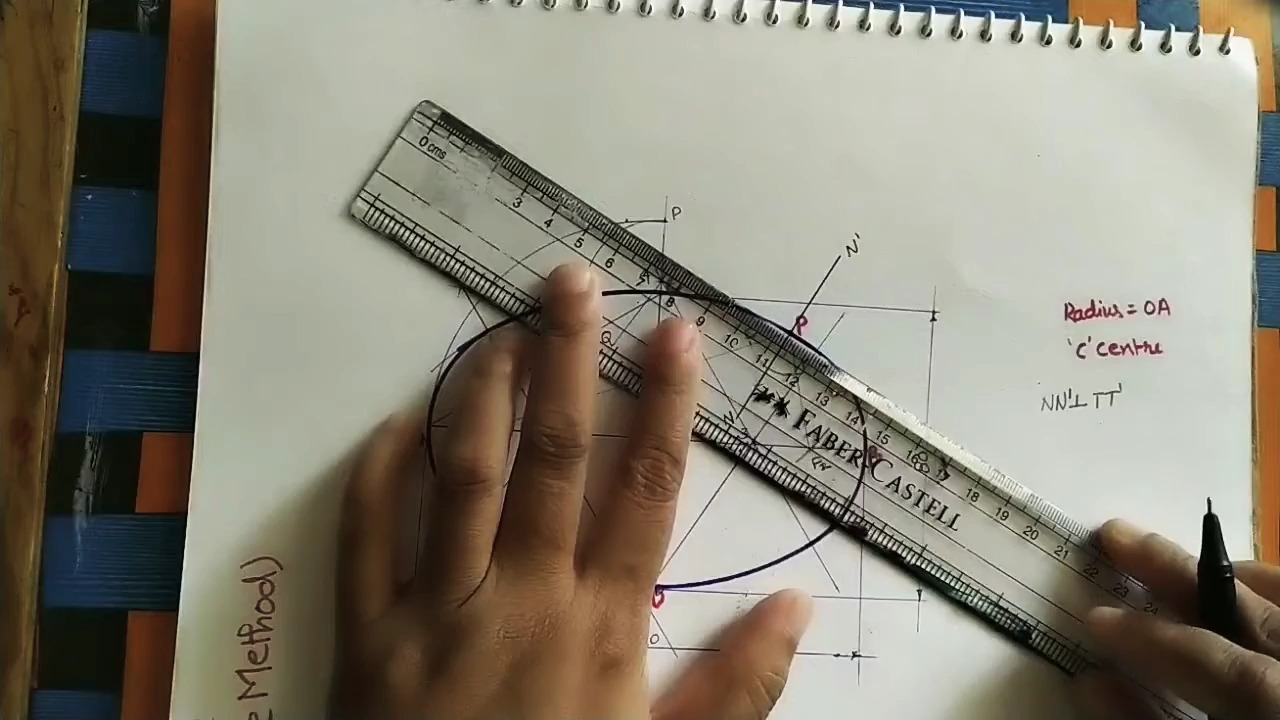 0 cms 3 4 5 6 7 8 9 10 11 12 13 14 15 16 17 18 19 20 21 22 23 24
FABER CASTELL
P
N'
P
A
Q
N
O
Radius = OA
'C' Centre
NN' ⊥ TT'
Method)